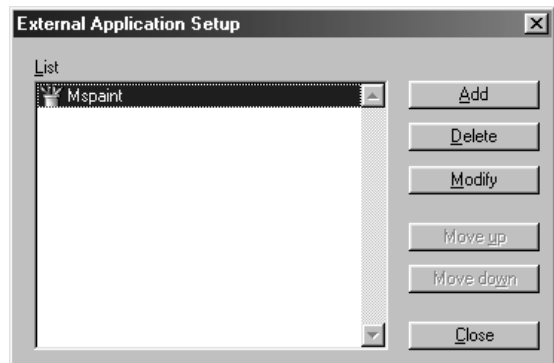 External Application Setup
List
Mspaint
Add
Delete
Modify
Move up
Move down
Close